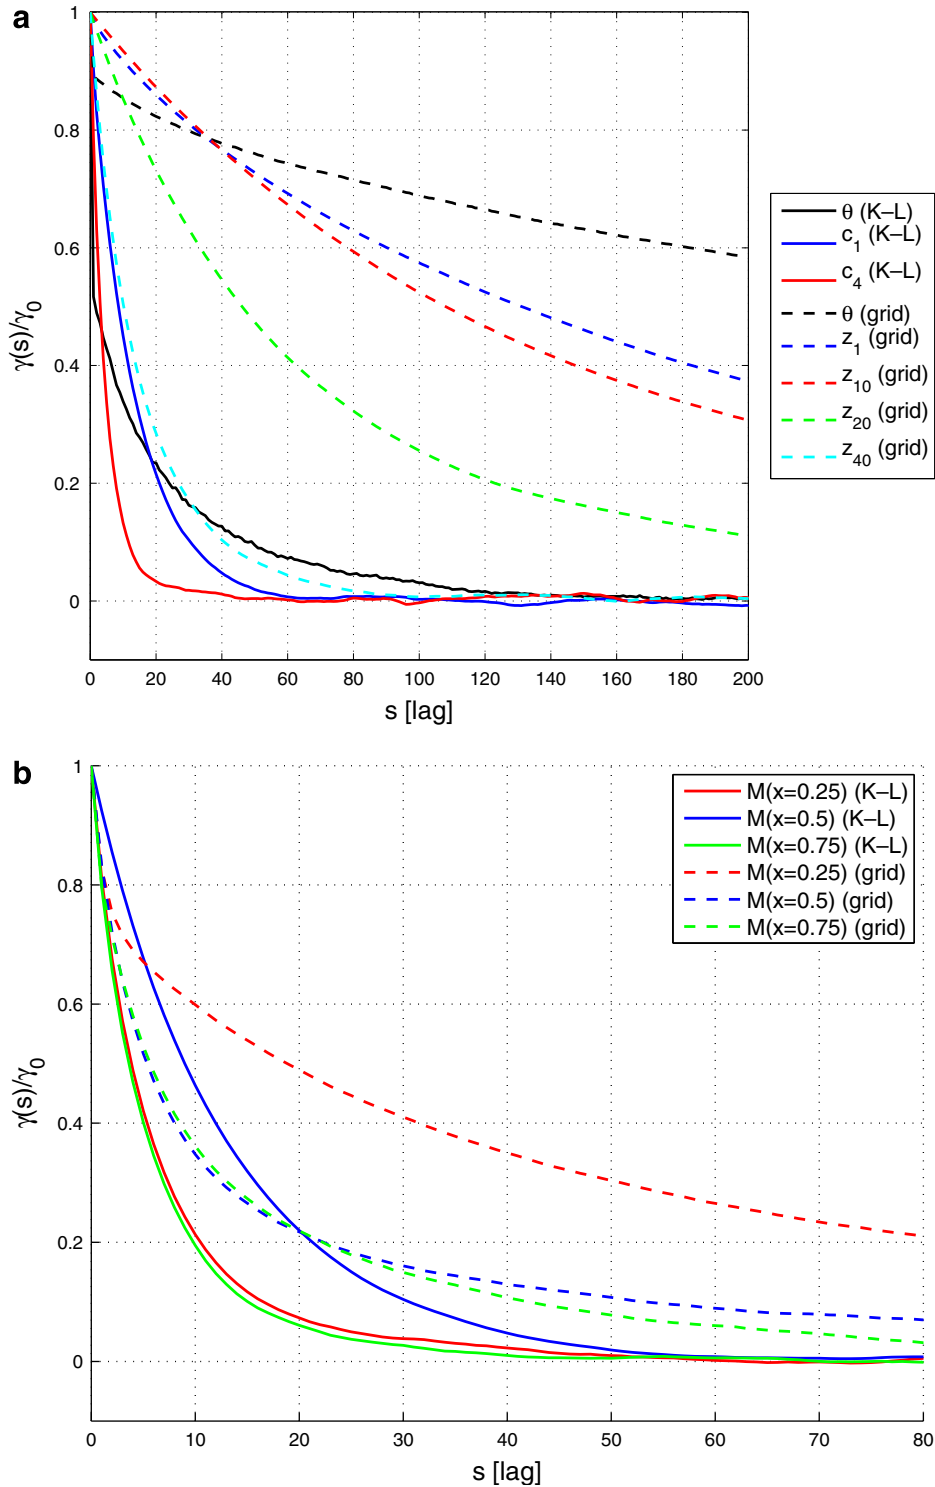 a
1
0.8
0.6
0.4
0.2
0
γ(s)/γ0
0 20 40 60 80 100 120 140 160 180 200
s [lag]
θ (K–L)
c1 (K–L)
c4 (K–L)
θ (grid)
z1 (grid)
z10 (grid)
z20 (grid)
z40 (grid)
b
1
0.8
0.6
0.4
0.2
0
γ(s)/γ0
0 10 20 30 40 50 60 70 80
s [lag]
M(x=0.25) (K–L)
M(x=0.5) (K–L)
M(x=0.75) (K–L)
M(x=0.25) (grid)
M(x=0.5) (grid)
M(x=0.75) (grid)